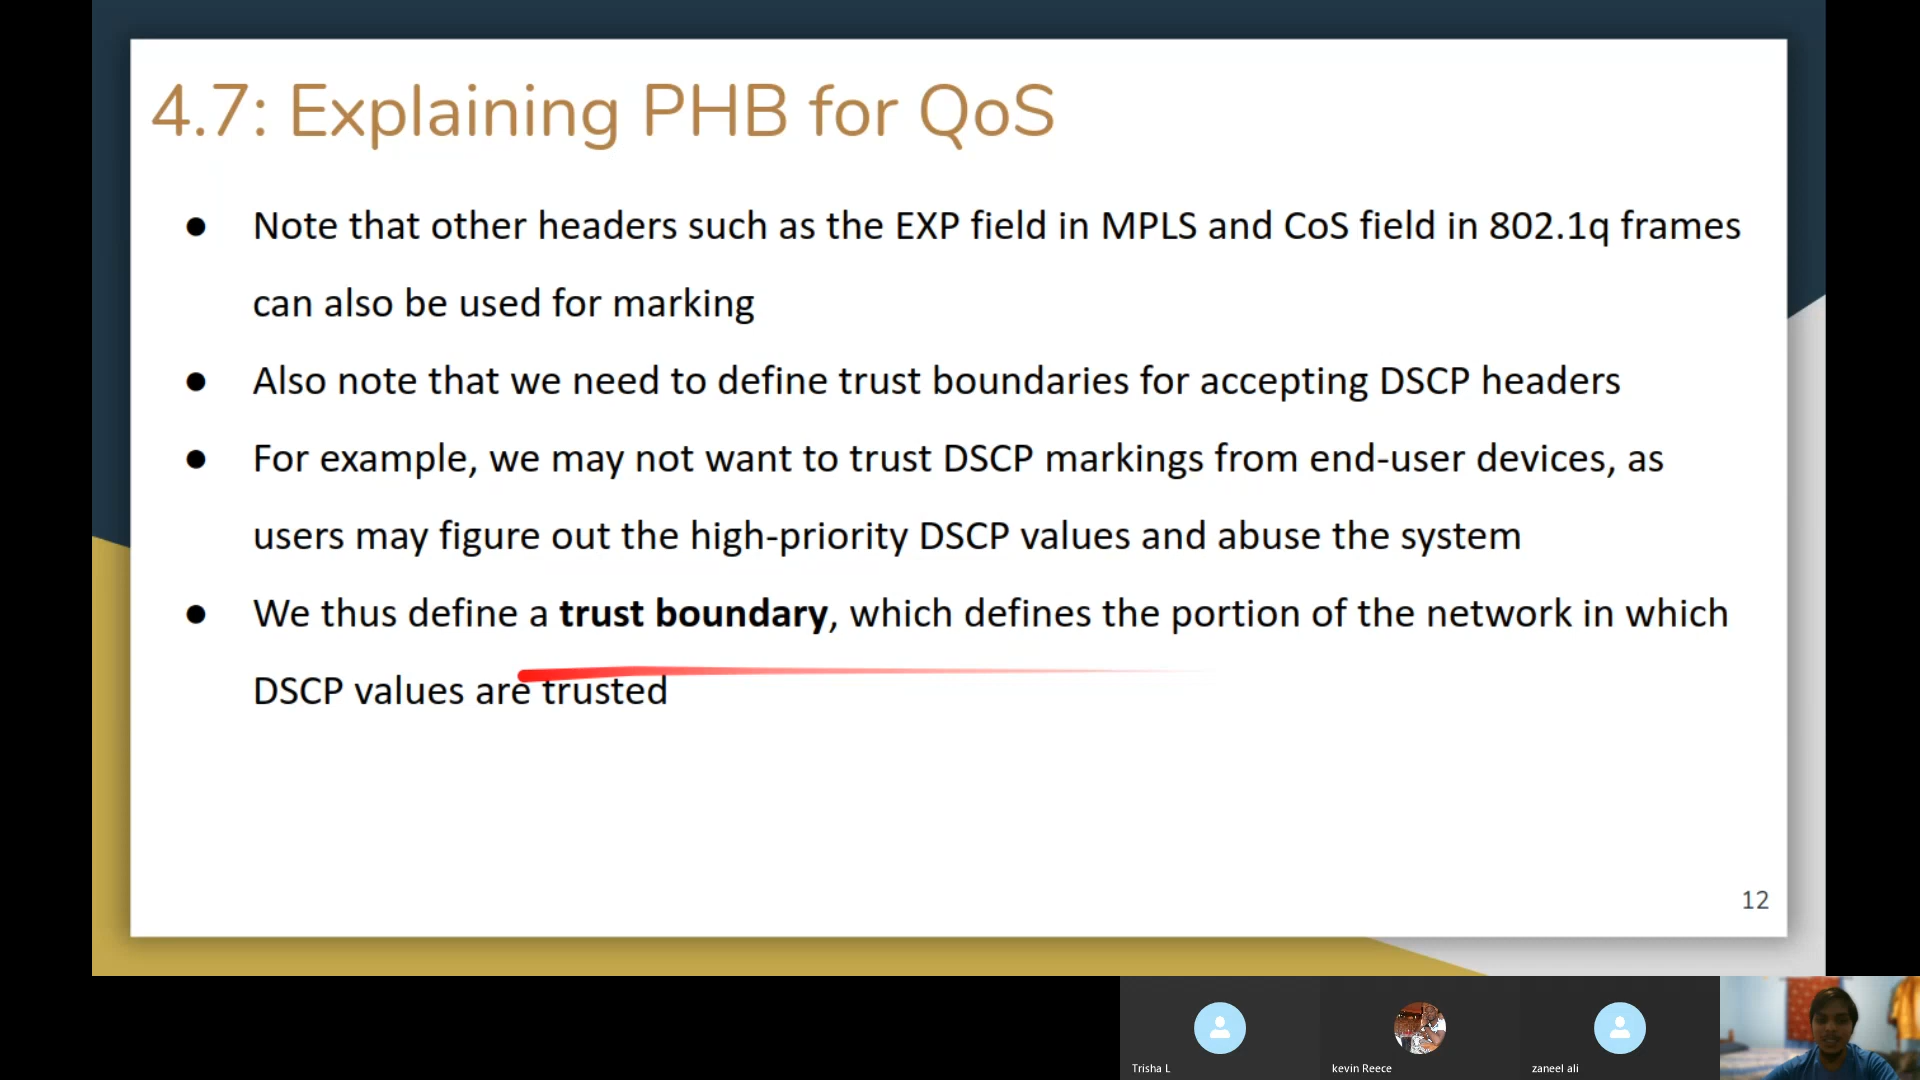 4.7: Explaining PHB for QoS
● Note that other headers such as the EXP field in MPLS and CoS field in 802.1q frames
can also be used for marking
● Also note that we need to define trust boundaries for accepting DSCP headers
● For example, we may not want to trust DSCP markings from end-user devices, as
users may figure out the high-priority DSCP values and abuse the system
● We thus define a trust boundary, which defines the portion of the network in which
DSCP values are trusted
12
Trisha L
kevin Reece
zaneel ali